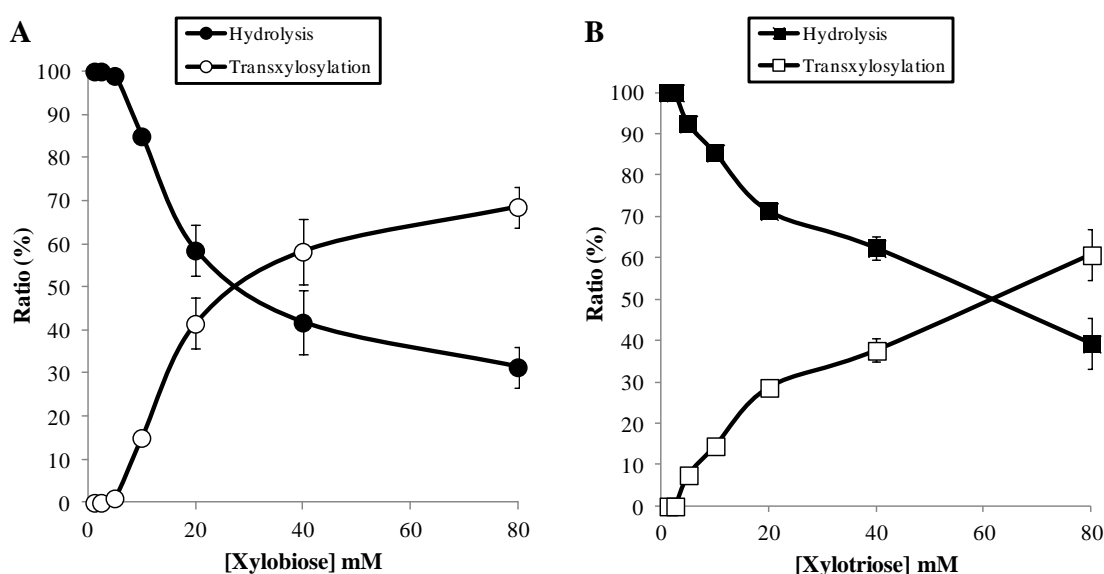 A
Hydrolysis
Transxylosylation
100
90
80
70
60
50
40
30
20
10
0
Ratio (%)
0 20 40 60 80
[Xylobiose] mM
B
Hydrolysis
Transxylosylation
100
90
80
70
60
50
40
30
20
10
0
Ratio (%)
0 20 40 60 80
[Xylotriose] mM